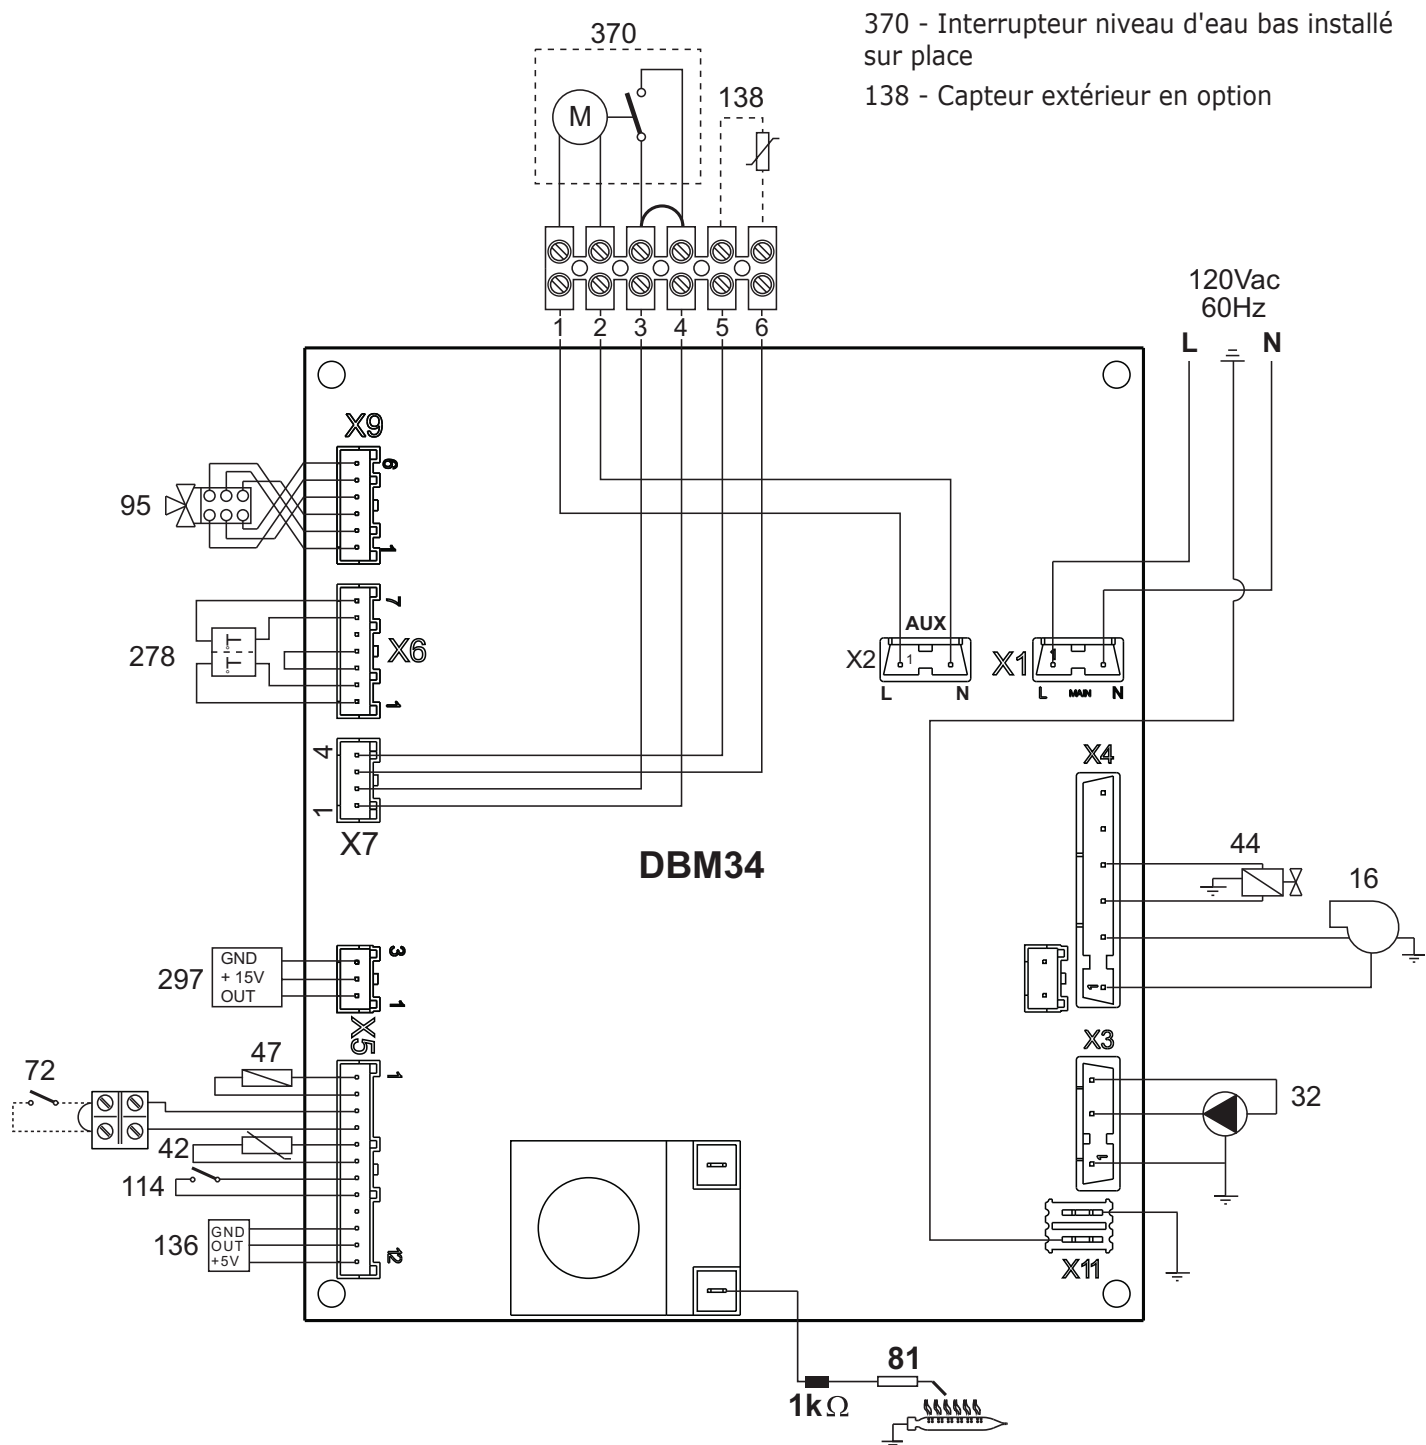 370 - Interrupteur niveau d'eau bas installé
sur place
138 - Capteur extérieur en option
370
M
138
120Vac
60Hz
L N
1 2 3 4 5 6
X9
6
1
95
278
7
X6
1
AUX
X2
1
L N
X1
1
L MAIN N
4
1
X7
X4
DBM34
44
16
1
297
GND
+ 15V
OUT
3
1
X5
X3
72
47
1
32
1
42
114
136
GND
OUT
+5V
12
X11
81
1kΩ